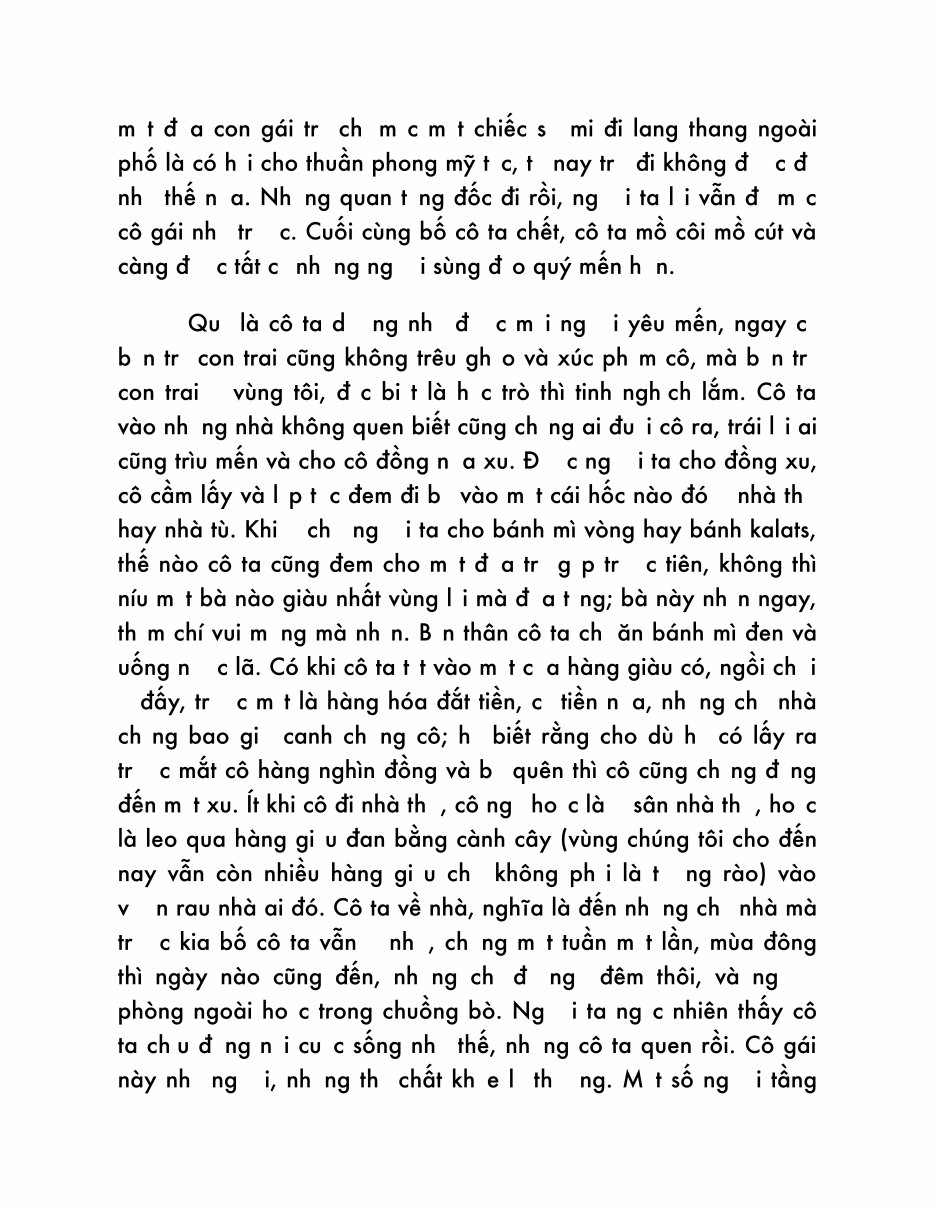 m t đ a con gái tr ch m c m t chiếc s mi đi lang thang ngoài
phố là có h i cho thuần phong mỹ t c, t nay tr đi không đ c đ
nh thế n a. Nh ng quan t ng đốc đi rồi, ng i ta l i vẫn đ m c
cô gái nh tr c. Cuối cùng bố cô ta chết, cô ta mồ côi mồ cút và
càng đ c tất c nh ng ng i sùng đ o quý mến h n.
Qu là cô ta d ng nh đ c m i ng i yêu mến, ngay c
b n tr con trai cũng không trêu gh o và xúc ph m cô, mà b n tr
con trai vùng tôi, đ c bi t là h c trò thì tinh ngh ch lắm. Cô ta
vào nh ng nhà không quen biết cũng ch ng ai đu i cô ra, trái l i ai
cũng trìu mến và cho cô đồng n a xu. Đ c ng i ta cho đồng xu,
cô cầm lấy và l p t c đem đi b vào m t cái hốc nào đó nhà th
hay nhà tù. Khi ch ng i ta cho bánh mì vòng hay bánh kalats,
thế nào cô ta cũng đem cho m t đ a tr g p tr c tiên, không thì
níu m t bà nào giàu nhất vùng l i mà đ a t ng; bà này nh n ngay,
th m chí vui m ng mà nh n. B n thân cô ta ch ăn bánh mì đen và
uống n c lã. Có khi cô ta t t vào m t c a hàng giàu có, ngồi ch i
đấy, tr c m t là hàng hóa đắt tiền, c tiền n a, nh ng ch nhà
ch ng bao gi canh ch ng cô; h biết rằng cho dù h có lấy ra
tr c mắt cô hàng nghìn đồng và b quên thì cô cũng ch ng đ ng
đến m t xu. Ít khi cô đi nhà th , cô ng ho c là sân nhà th , ho c
là leo qua hàng gi u đan bằng cành cây (vùng chúng tôi cho đến
nay vẫn còn nhiều hàng gi u ch không ph i là t ng rào) vào
v n rau nhà ai đó. Cô ta về nhà, nghĩa là đến nh ng ch nhà mà
tr c kia bố cô ta vẫn nh , ch ng m t tuần m t lần, mùa đông
thì ngày nào cũng đến, nh ng ch đ ng đêm thôi, và ng
phòng ngoài ho c trong chuồng bò. Ng i ta ng c nhiên thấy cô
ta ch u đ ng n i cu c sống nh thế, nh ng cô ta quen rồi. Cô gái
này nh ng i, nh ng th chất kh e l th ng. M t số ng i tầng